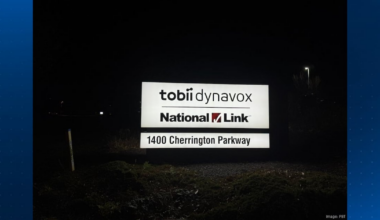 tobii dynavox
National Link
1400 Cherrington Parkway